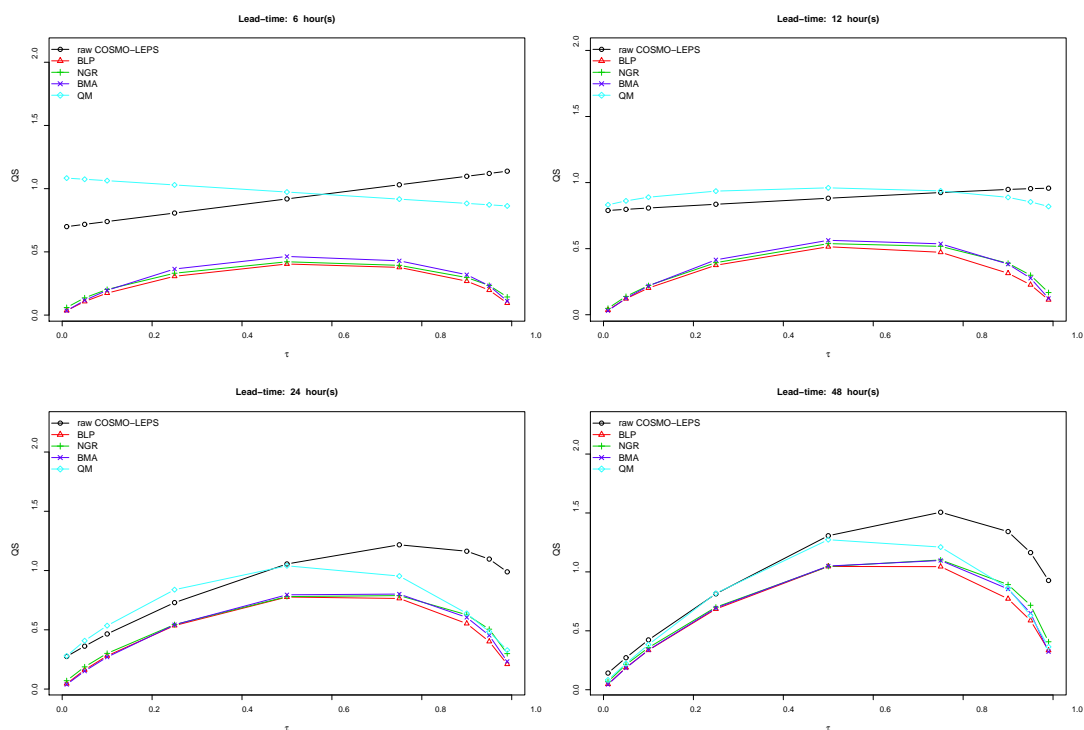 Lead−time: 6 hour(s)
raw COSMO−LEPS
BLP
NGR
BMA
QM
QS
0.0 0.5 1.0 1.5 2.0
0.0 0.2 0.4 0.6 0.8 1.0
τ
Lead−time: 12 hour(s)
raw COSMO−LEPS
BLP
NGR
BMA
QM
QS
0.0 0.5 1.0 1.5 2.0
0.0 0.2 0.4 0.6 0.8 1.0
τ
Lead−time: 24 hour(s)
raw COSMO−LEPS
BLP
NGR
BMA
QM
QS
0.0 0.5 1.0 1.5 2.0
0.0 0.2 0.4 0.6 0.8 1.0
τ
Lead−time: 48 hour(s)
raw COSMO−LEPS
BLP
NGR
BMA
QM
QS
0.0 0.5 1.0 1.5 2.0
0.0 0.2 0.4 0.6 0.8 1.0
τ